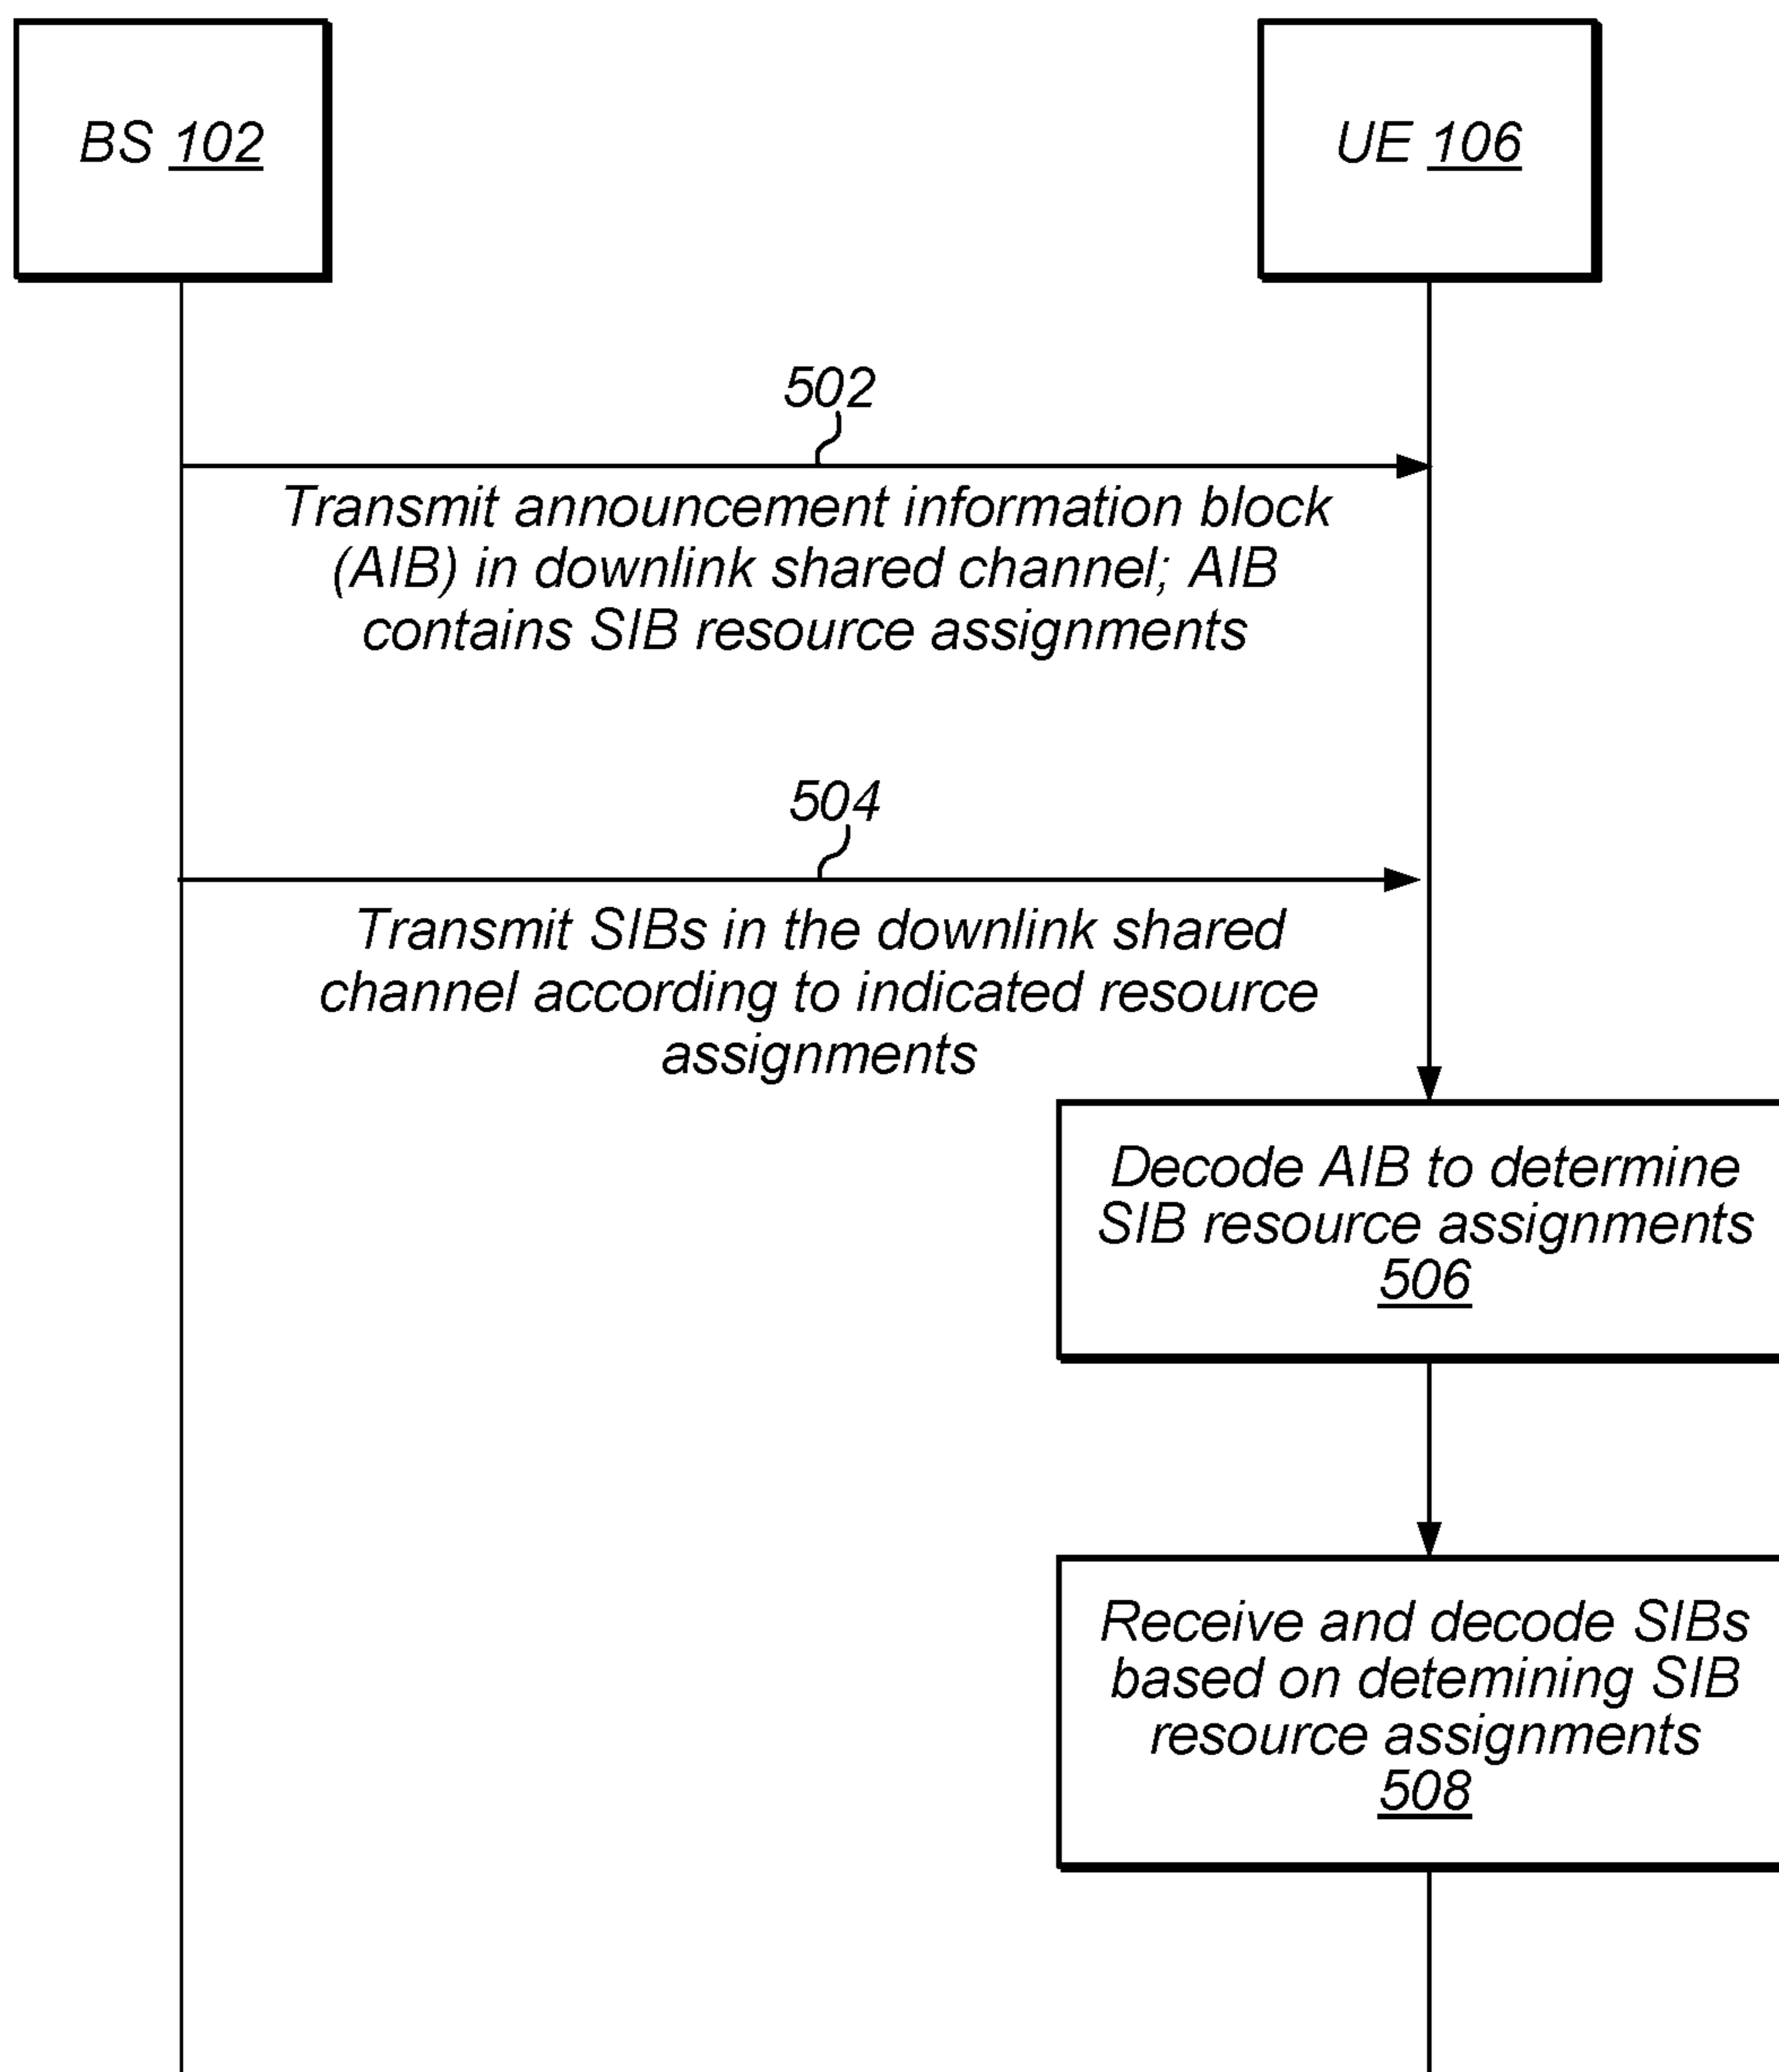 BS 102
UE 106
502
Transmit announcement information block
(AIB) in downlink shared channel; AIB
contains SIB resource assignments
504
Transmit SIBs in the downlink shared
channel according to indicated resource
assignments
Decode AIB to determine
SIB resource assignments
506
Receive and decode SIBs
based on detemining SIB
resource assignments
508